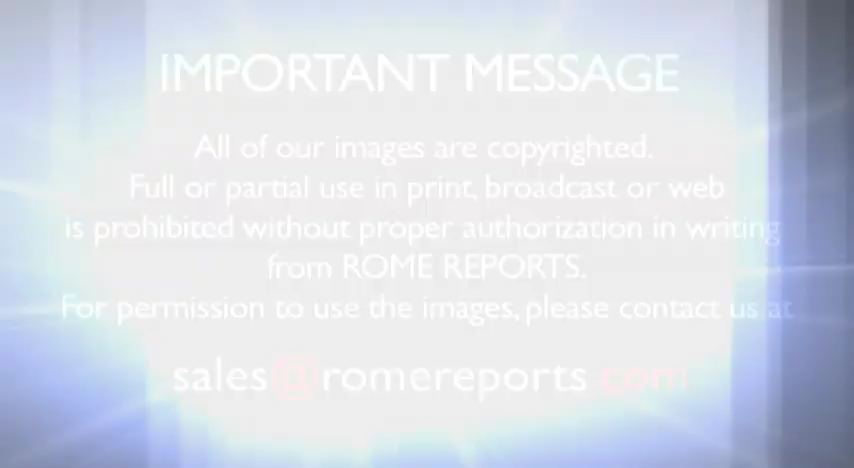 IMPORTANT MESSAGE
All of our images are copyrighted.
Full or partial use in print, broadcast or web
is prohibited without proper authorization in writing
from ROME REPORTS.
For permission to use the images, please contact us at
sales@romereports.com